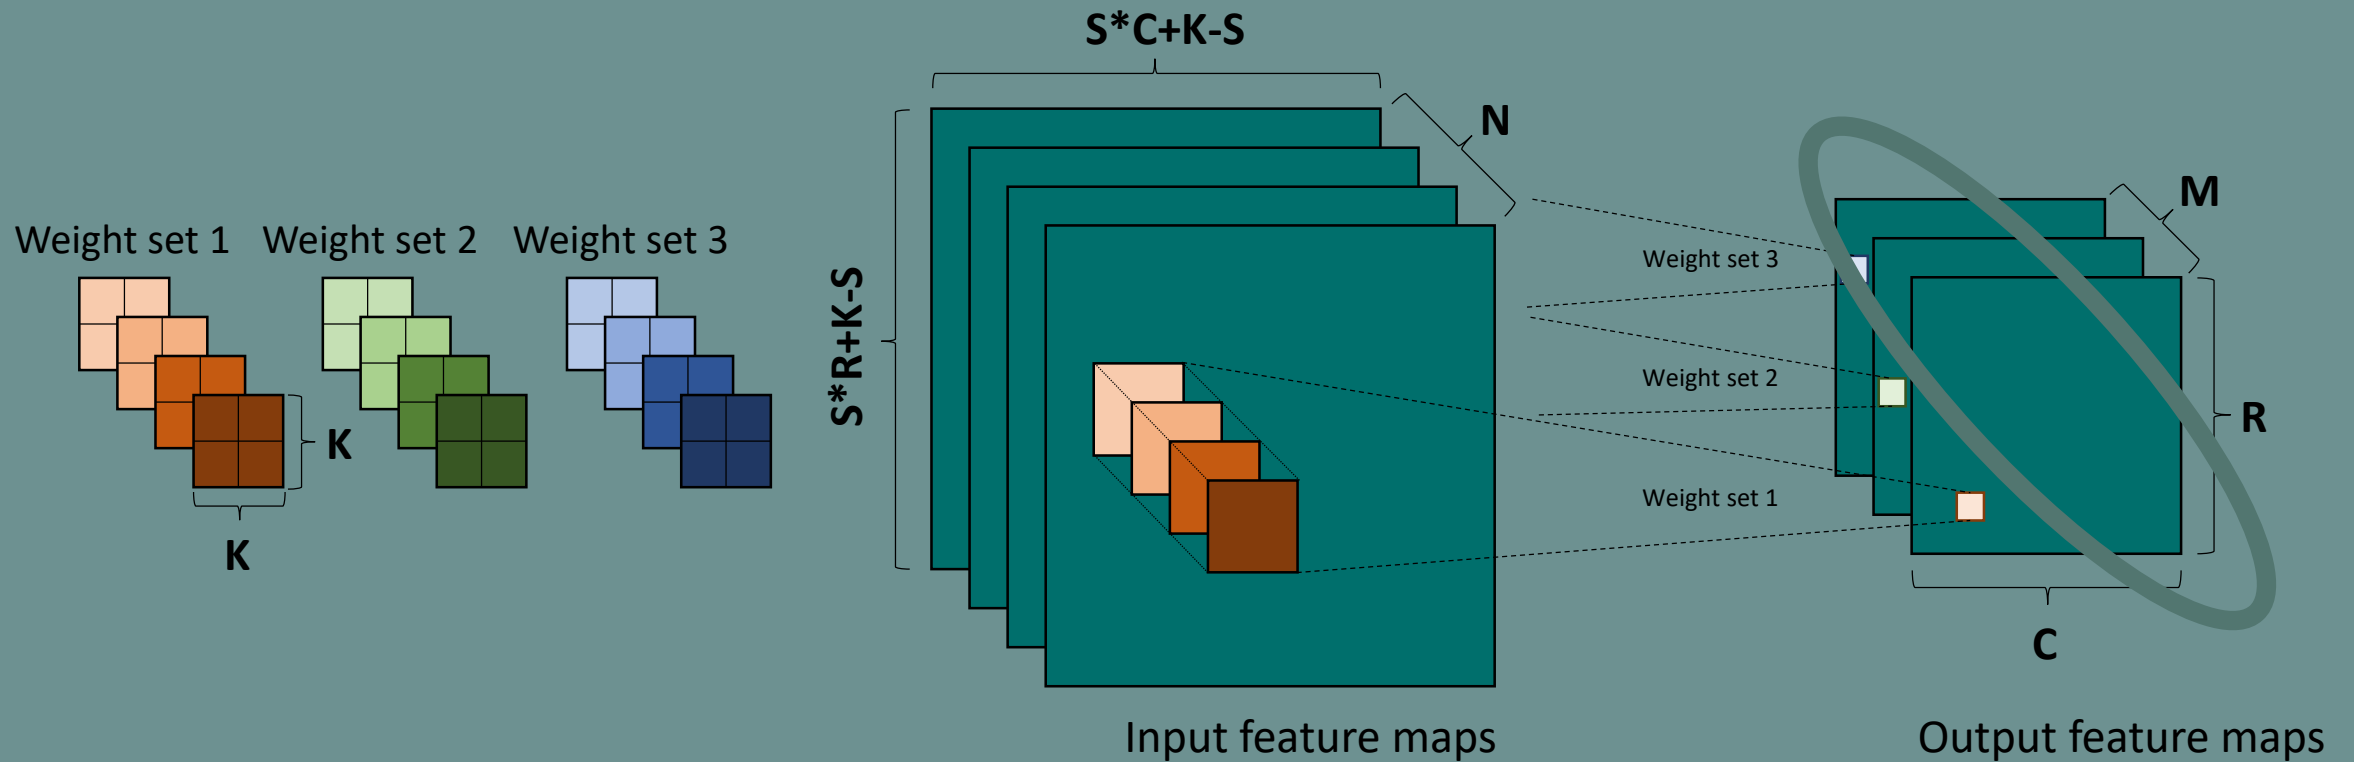 S*C+K-S
N
M
Weight set 1
Weight set 2
Weight set 3
K
K
S*R+K-S
Weight set 3
Weight set 2
Weight set 1
R
C
Input feature maps
Output feature maps